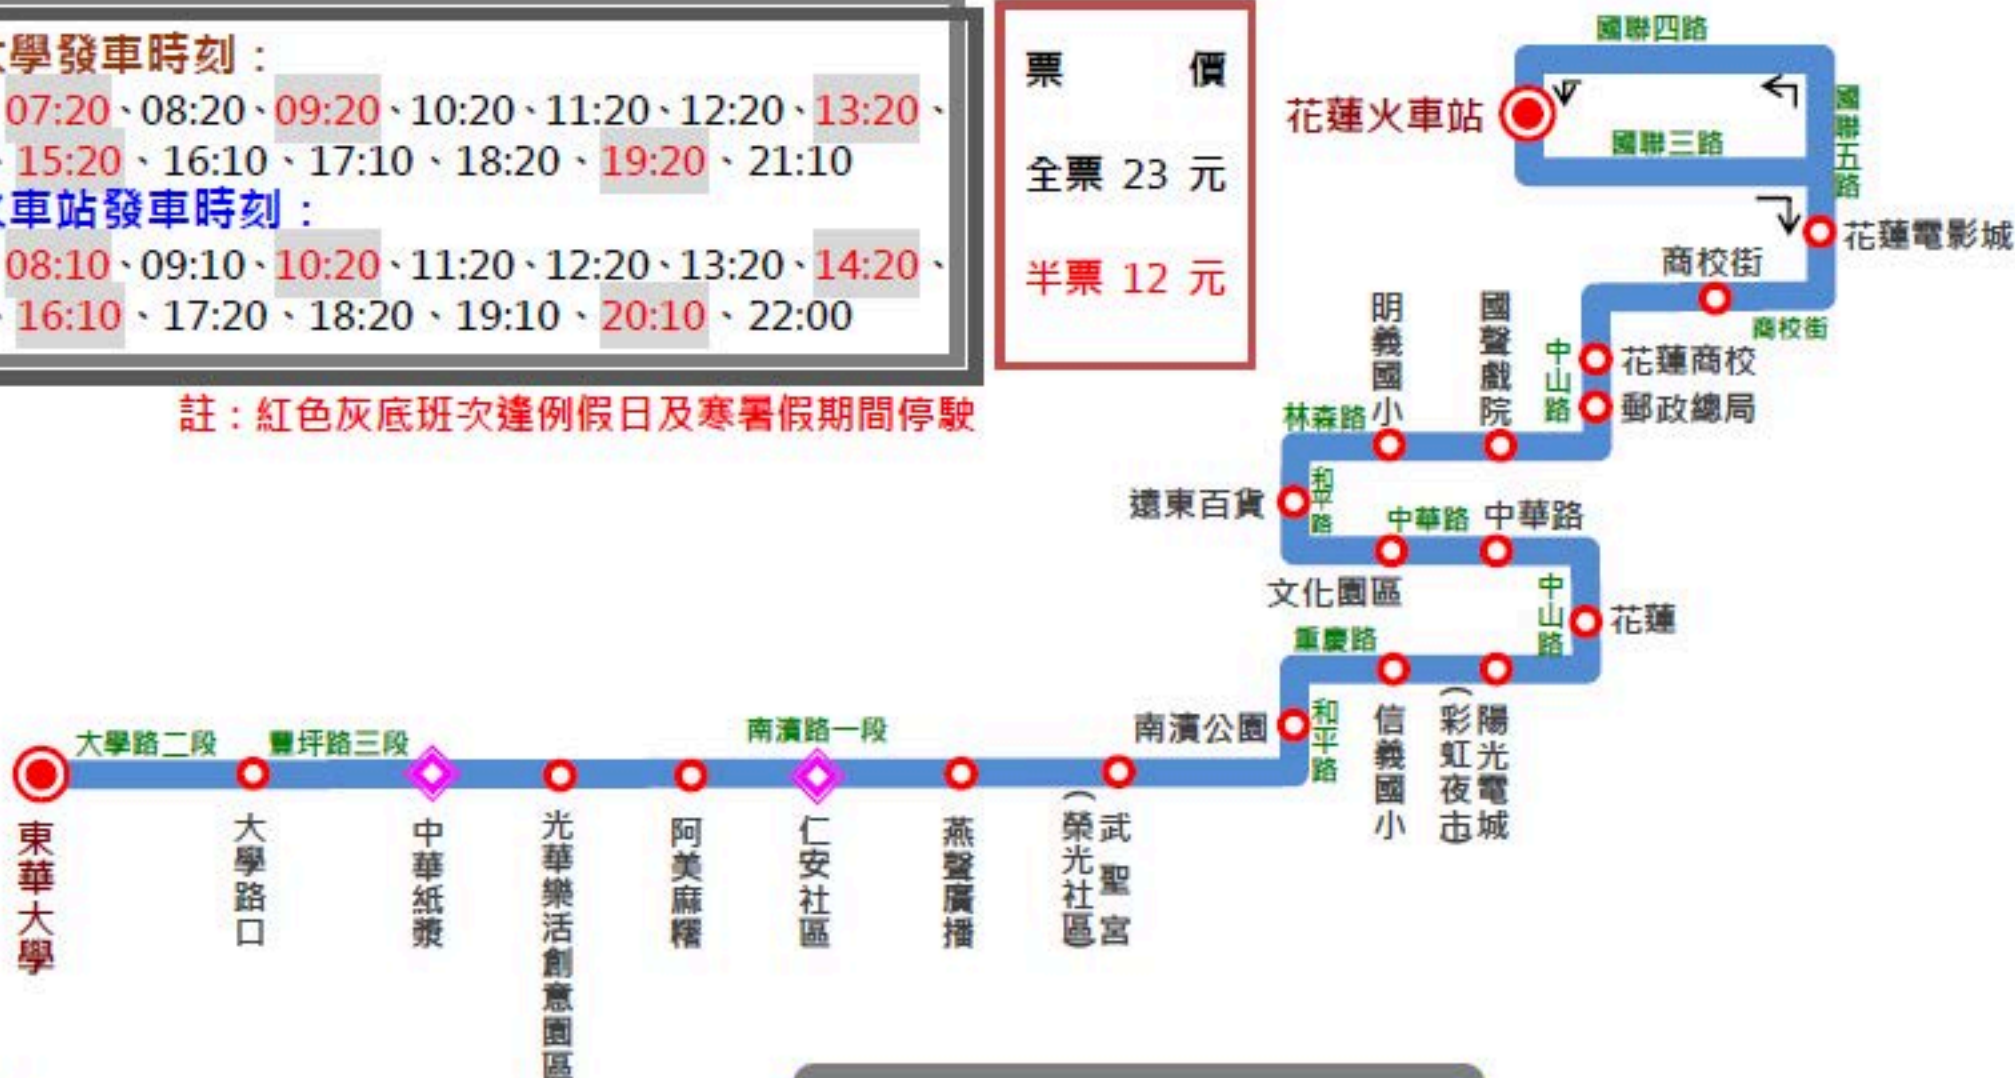 學發車時刻：
07:20、08:20、09:20、10:20、11:20、12:20、13:20、
、15:20、16:10、17:10、18:20、19:20、21:10
車站發車時刻：
08:10、09:10、10:20、11:20、12:20、13:20、14:20、
、16:10、17:20、18:20、19:10、20:10、22:00
註：紅色灰底班次逢例假日及寒暑假期間停駛
票 價
全票 23 元
半票 12 元
國聯四路
花蓮火車站
國聯三路
國聯五路
花蓮電影城
商校街
商校街
中山路
花蓮商校
郵政總局
國聲戲院
明義國小
林森路
和平路
遠東百貨
中華路
中華路
文化園區
中山路
花蓮
重慶路
陽光電城
(彩虹夜市)
信義國小
和平路
南濱公園
武聖宮
(榮光社區)
燕聲廣播
南濱路一段
仁安社區
阿美麻糬
光華樂活創意園區
中華紙漿
豐坪路三段
大學路口
大學路二段
東華大學